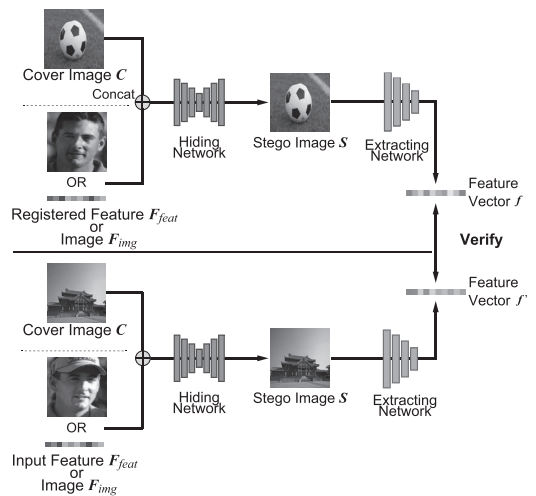 Cover Image C
Concat
OR
Registered Feature F_feat
or
Image F_img
Hiding
Network
Stego Image S
Extracting
Network
Feature
Vector f
Verify
Cover Image C
OR
Input Feature F_feat
or
Image F_img
Hiding
Network
Stego Image S
Extracting
Network
Feature
Vector f'